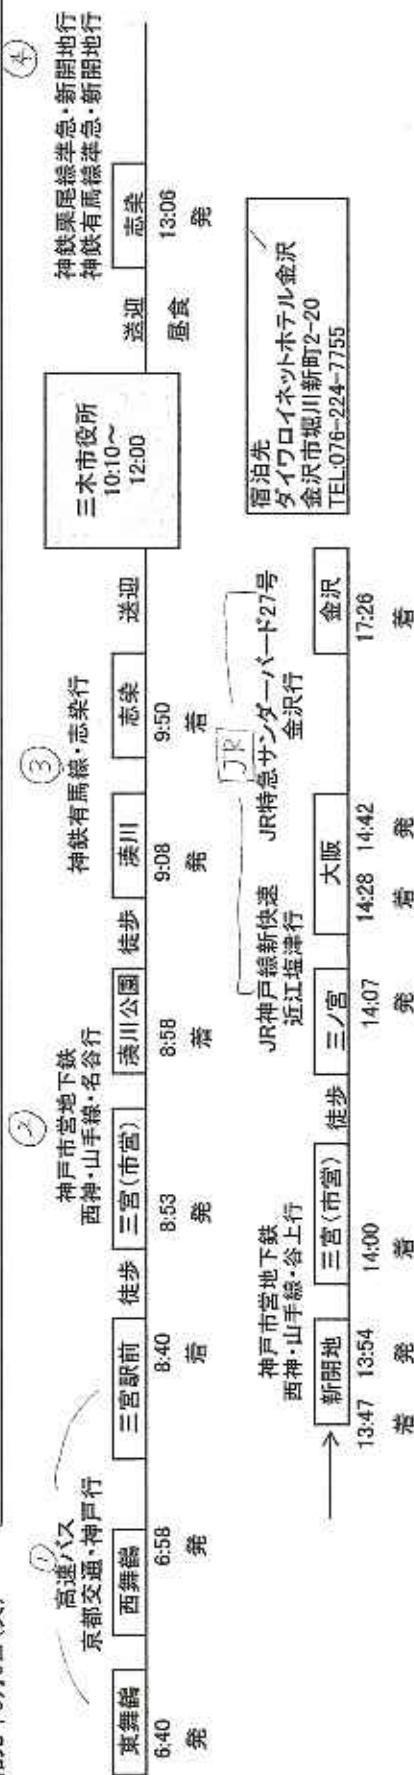 ①
高速バス
京都交通・神戸行
東舞鶴
6:40
発
西舞鶴
6:58
発
三宮駅前
8:40
着
徒歩
②
神戸市営地下鉄
西神・山手線・名谷行
三宮(市営)
8:53
発
湊川公園
8:58
着
徒歩
③
神鉄有馬線・志染行
湊川
9:08
発
志染
9:50
着
送迎
三木市役所
10:10~
12:00
送迎
昼食
④
神鉄粟生線準急・新開地行
神鉄有馬線準急・新開地行
志染
13:06
発
→
新開地
13:47 13:54
着 発
神戸市営地下鉄
西神・山手線・谷上行
三宮(市営)
14:00
着
徒歩
三ノ宮
14:07
発
JR
JR神戸線新快速
近江塩津行
大阪
14:28 14:42
着 発
JR特急サンダーバード27号
金沢行
金沢
17:26
着
宿泊先
ダイワロイネットホテル金沢
金沢市堀川新町2-20
TEL:076-224-7755